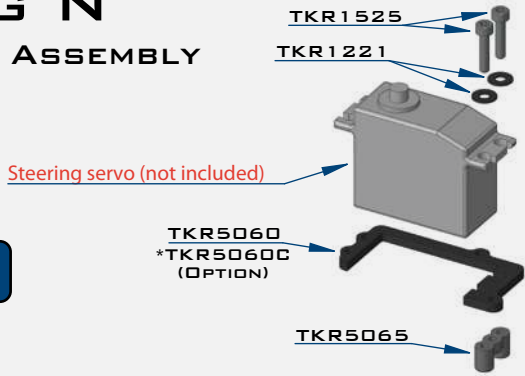 G N
ASSEMBLY
TKR1525
TKR1221
Steering servo (not included)
TKR5060
*TKR5060C
(OPTION)
TKR5065